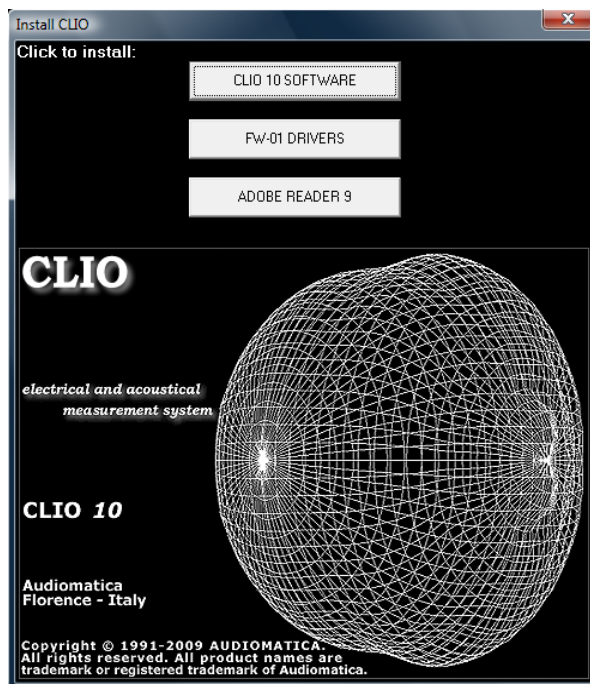 Install CLIO
Click to install:
CLIO 10 SOFTWARE
FW-01 DRIVERS
ADOBE READER 9
CLIO
electrical and acoustical
measurement system
CLIO 10
Audiomatica
Florence - Italy
Copyright © 1991-2009 AUDIOMATICA.
All rights reserved. All product names are
trademark or registered trademark of Audiomatica.